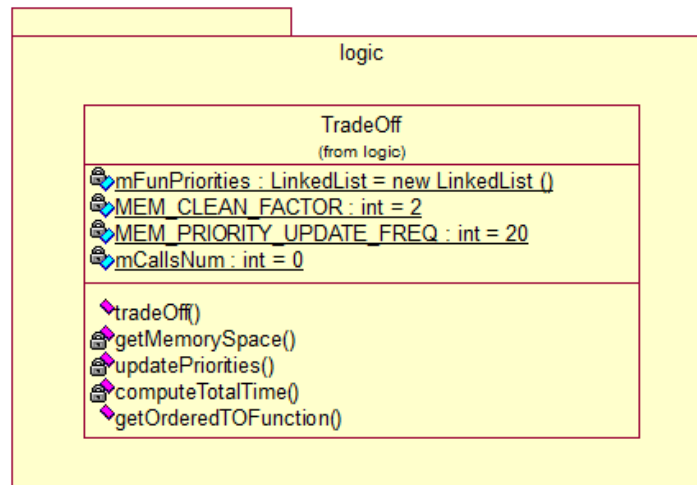 logic
TradeOff
(from logic)
mFunPriorities : LinkedList = new LinkedList ()
MEM_CLEAN_FACTOR : int = 2
MEM_PRIORITY_UPDATE_FREQ : int = 20
mCallsNum : int = 0
tradeOff()
getMemorySpace()
updatePriorities()
computeTotalTime()
getOrderedTOFunction()